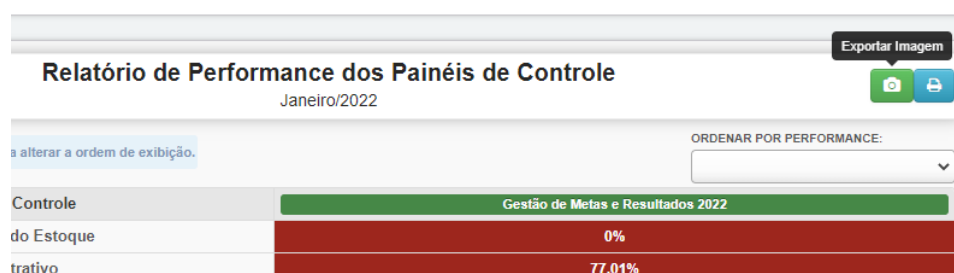 Exportar Imagem
Relatório de Performance dos Painéis de Controle
Janeiro/2022
a alterar a ordem de exibição.
ORDENAR POR PERFORMANCE:
Controle
Gestão de Metas e Resultados 2022
do Estoque
0%
trativo
77,01%